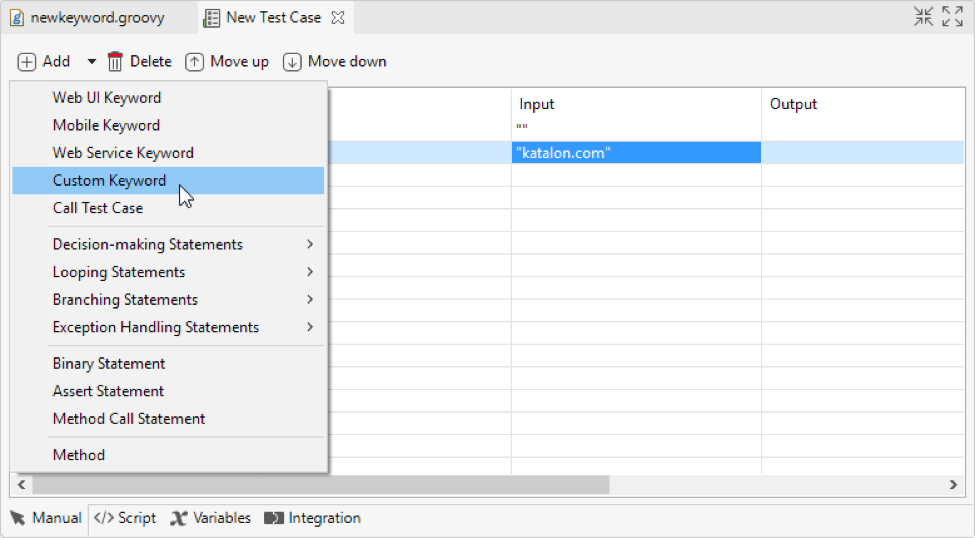 newkeyword.groovy New Test Case
Add Delete Move up Move down
Web UI Keyword
Mobile Keyword
Web Service Keyword
Custom Keyword
Call Test Case
Decision-making Statements
Looping Statements
Branching Statements
Exception Handling Statements
Binary Statement
Assert Statement
Method Call Statement
Method
Input Output
""
"katalon.com"
Manual </> Script Variables Integration